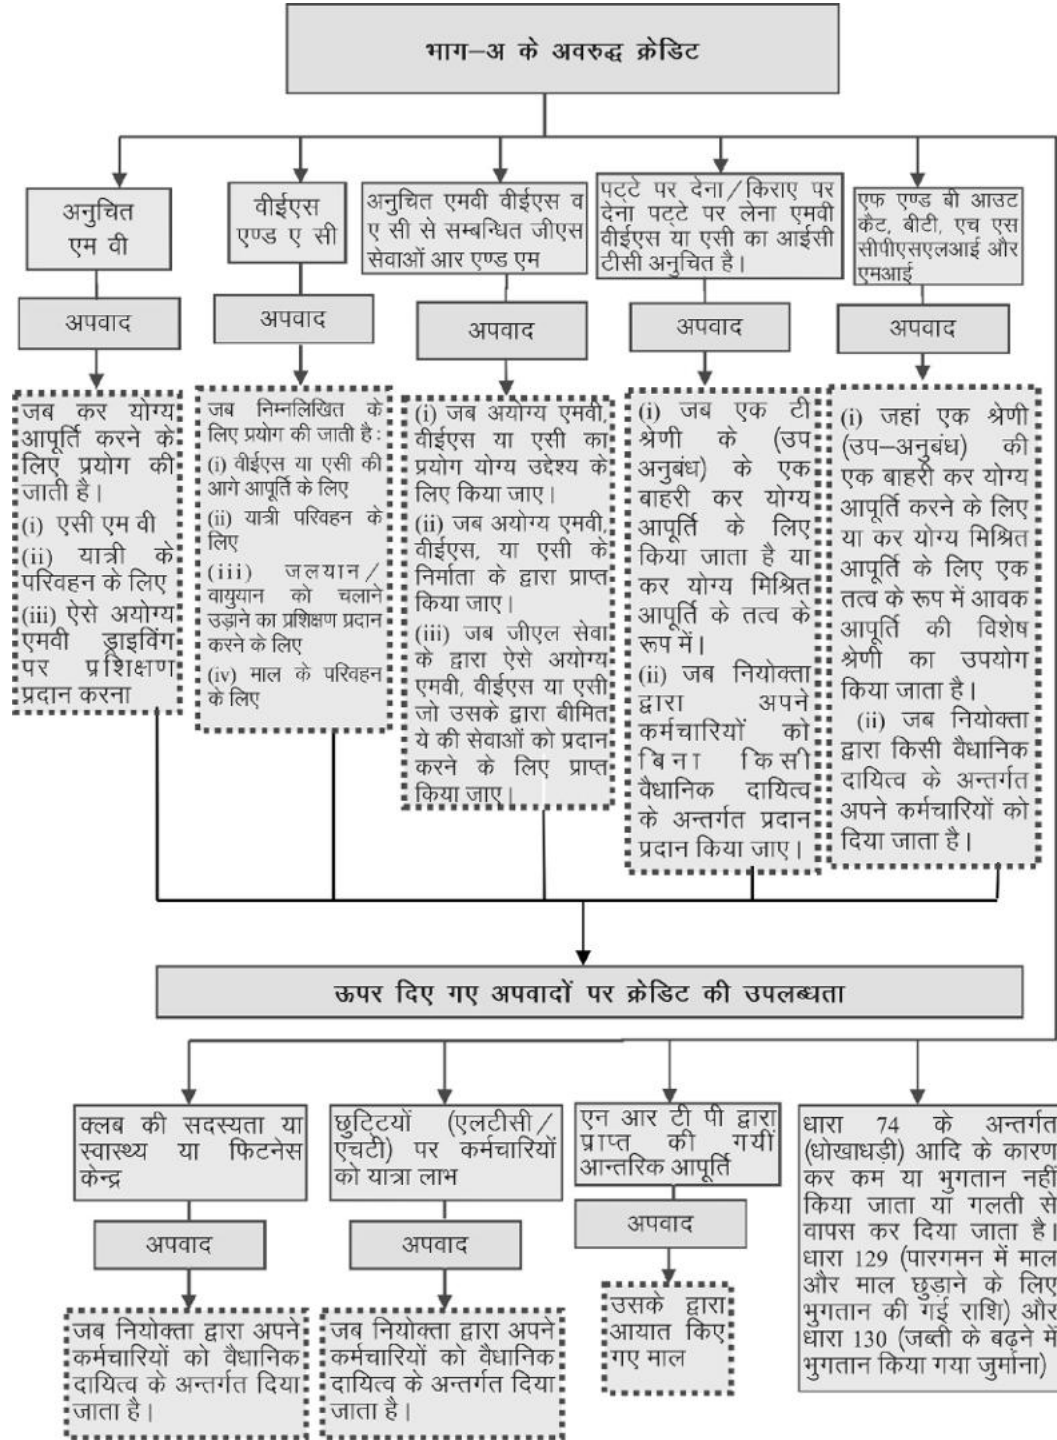 भाग–अ के अवरुद्ध क्रेडिट
अनुचित
एम वी
वीईएस
एण्ड ए सी
अनुचित एमवी वीईएस व
ए सी से सम्बन्धित जीएस
सेवाओं आर एण्ड एम
पट्टे पर देना/किराए पर
देना पट्टे पर लेना एमवी
वीईएस या एसी का आईसी
टीसी अनुचित है।
एफ एण्ड बी आउट
कैट, बीटी, एच एस
सीपीएसएलआई और
एमआई
अपवाद
अपवाद
अपवाद
अपवाद
अपवाद
जब कर योग्य
आपूर्ति करने के
लिए प्रयोग की
जाती है।
(i) एसी एम वी
(ii) यात्री के
परिवहन के लिए
(iii) ऐसे अयोग्य
एमवी ड्राइविंग
पर प्रशिक्षण
प्रदान करना
जब निम्नलिखित के
लिए प्रयोग की जाती है:
(i) वीईएस या एसी की
आगे आपूर्ति के लिए
(ii) यात्री परिवहन के
लिए
(iii) जलयान/
वायुयान को चलाने
उड़ाने का प्रशिक्षण प्रदान
करने के लिए
(iv) माल के परिवहन
के लिए
(i) जब अयोग्य एमवी,
वीईएस या एसी का
प्रयोग योग्य उद्देश्य के
लिए किया जाए।
(ii) जब अयोग्य एमवी,
वीईएस, या एसी के
निर्माता के द्वारा प्राप्त
किया जाए।
(iii) जब जीएल सेवा
के द्वारा ऐसे अयोग्य
एमवी, वीईएस या एसी
जो उसके द्वारा बीमित
ये की सेवाओं को प्रदान
करने के लिए प्राप्त
किया जाए।
(i) जब एक टी
श्रेणी के (उप
अनुबंध) के एक
बाहरी कर योग्य
आपूर्ति के लिए
किया जाता है या
कर योग्य मिश्रित
आपूर्ति के तत्व के
रूप में।
(ii) जब नियोक्ता
द्वारा अपने
कर्मचारियों को
बिना किसी
वैधानिक दायित्व
के अन्तर्गत प्रदान
प्रदान किया जाए।
(i) जहां एक श्रेणी
(उप–अनुबंध) की
एक बाहरी कर योग्य
आपूर्ति करने के लिए
या कर योग्य मिश्रित
आपूर्ति के लिए एक
तत्व के रूप में आवक
आपूर्ति की विशेष
श्रेणी का उपयोग
किया जाता है।
(ii) जब नियोक्ता
द्वारा किसी वैधानिक
दायित्व के अन्तर्गत
अपने कर्मचारियों को
दिया जाता है।
ऊपर दिए गए अपवादों पर क्रेडिट की उपलब्धता
क्लब की सदस्यता या
स्वास्थ्य या फिटनेस
केन्द्र
छुट्टियों (एलटीसी/
एचटी) पर कर्मचारियों
को यात्रा लाभ
एन आर टी पी द्वारा
प्राप्त की गयीं
आन्तरिक आपूर्ति
धारा 74 के अन्तर्गत
(धोखाधड़ी) आदि के कारण
कर कम या भुगतान नहीं
किया जाता या गलती से
वापस कर दिया जाता है।
धारा 129 (पारगमन में माल
और माल छुड़ाने के लिए
भुगतान की गई राशि) और
धारा 130 (जब्ती के बढ़ने में
भुगतान किया गया जुर्माना)
अपवाद
अपवाद
अपवाद
जब नियोक्ता द्वारा अपने
कर्मचारियों को वैधानिक
दायित्व के अन्तर्गत दिया
जाता है।
जब नियोक्ता द्वारा अपने
कर्मचारियों को वैधानिक
दायित्व के अन्तर्गत दिया
जाता है।
उसके द्वारा
आयात किए
गए माल